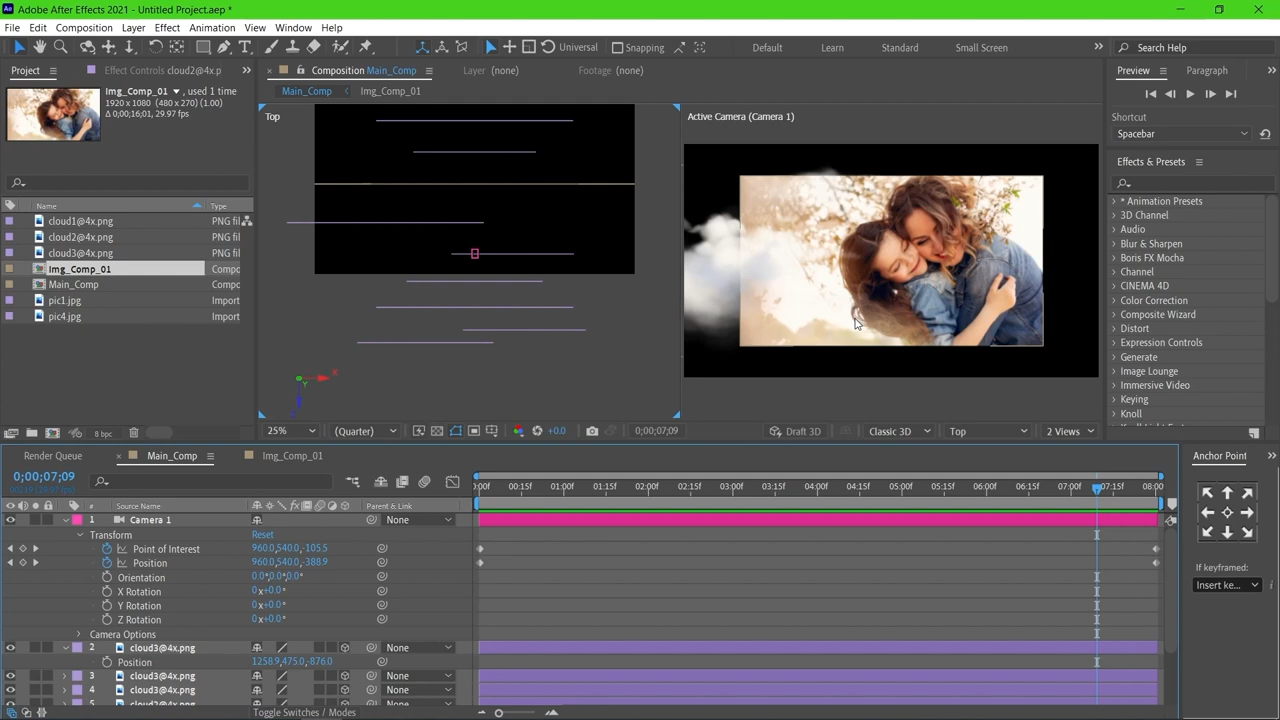 Adobe After Effects 2021 - Untitled Project.aep *
File Edit Composition Layer Effect Animation View Window Help
Universal Snapping Default Learn Standard Small Screen Search Help
Project Effect Controls cloud2@4x.p Composition Main_Comp Layer (none) Footage (none) Preview Paragraph
Img_Comp_01 , used 1 time
1920 x 1080 (480 x 270) (1.00)
Δ 0;00;16;01, 29.97 fps
Main_Comp Img_Comp_01
Top Active Camera (Camera 1)
Shortcut
Spacebar
Effects & Presets
Name Type
cloud1@4x.png PNG fil
cloud2@4x.png PNG fil
cloud3@4x.png PNG fil
Img_Comp_01 Compo
Main_Comp Compo
pic1.jpg Import
pic4.jpg Import
* Animation Presets
3D Channel
Audio
Blur & Sharpen
Boris FX Mocha
Channel
CINEMA 4D
Color Correction
Composite Wizard
Distort
Expression Controls
Generate
Image Lounge
Immersive Video
Keying
Knoll
8 bpc
25% (Quarter) +0.0 0;00;07;09 Draft 3D Classic 3D Top 2 Views
Render Queue Main_Comp Img_Comp_01 Anchor Point
0;00;07;09
# Source Name Parent & Link
00:15f 01:00f 01:15f 02:00f 02:15f 03:00f 03:15f 04:00f 04:15f 05:00f 05:15f 06:00f 06:15f 07:00f 07:15f 08:00
1 Camera 1 None
Transform Reset
Point of Interest 960.0,540.0,-105.5
Position 960.0,540.0,-388.9
Orientation 0.0°,0.0°,0.0°
X Rotation 0x+0.0°
Y Rotation 0x+0.0°
Z Rotation 0x+0.0°
Camera Options
2 cloud3@4x.png None
Position 1258.9,475.0,-876.0
3 cloud3@4x.png None
4 cloud3@4x.png None
Toggle Switches / Modes
If keyframed:
Insert ke...